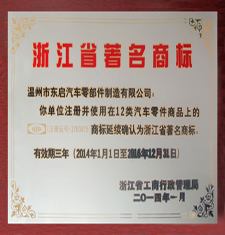 浙江省著名商标
温州市东启汽车零部件制造有限公司：
你单位注册并使用在12类汽车零件商品上的
商标延续确认为浙江省著名商标。
有效期三年（2014年1月1日至2016年12月31日）
浙江省工商行政管理局
二〇一四年一月